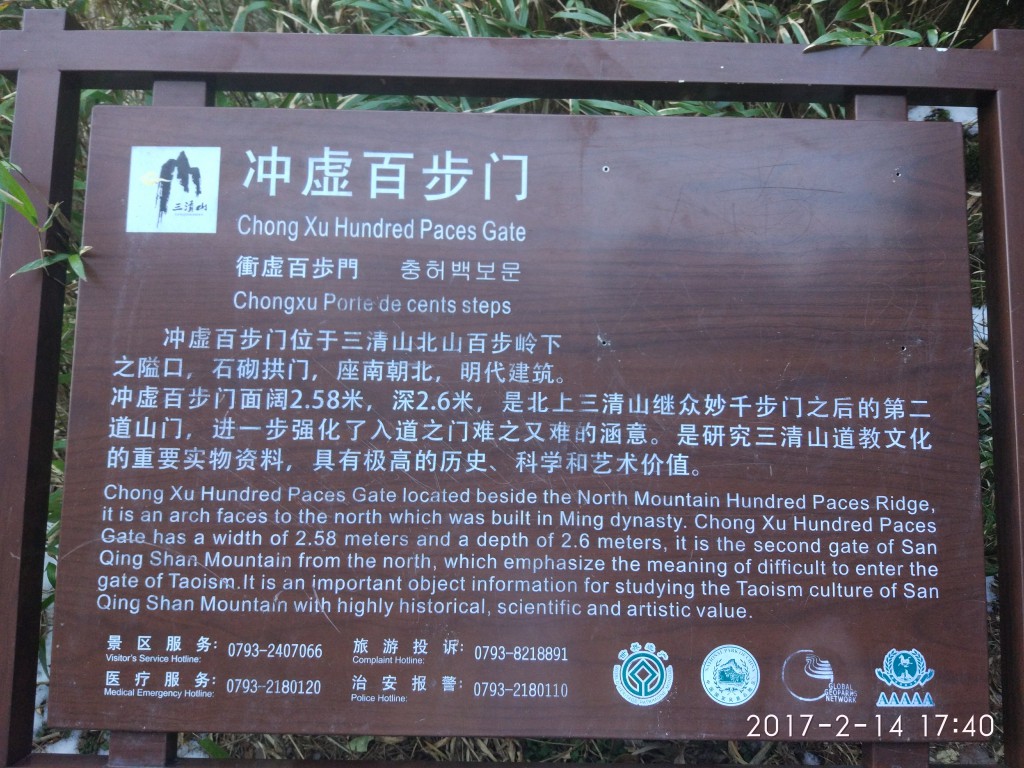 三清山
冲虚百步门
Chong Xu Hundred Paces Gate
衝虛百歩門 충허백보문
Chongxu Porte de cents steps
冲虚百步门位于三清山北山百步岭下
之隘口，石砌拱门，座南朝北，明代建筑。
冲虚百步门面阔2.58米，深2.6米，是北上三清山继众妙千步门之后的第二
道山门，进一步强化了入道之门难之又难的涵意。是研究三清山道教文化
的重要实物资料，具有极高的历史、科学和艺术价值。
Chong Xu Hundred Paces Gate located beside the North Mountain Hundred Paces Ridge,
it is an arch faces to the north which was built in Ming dynasty. Chong Xu Hundred Paces
Gate has a width of 2.58 meters and a depth of 2.6 meters, it is the second gate of San
Qing Shan Mountain from the north, which emphasize the meaning of difficult to enter the
gate of Taoism.It is an important object information for studying the Taoism culture of San
Qing Shan Mountain with highly historical, scientific and artistic value.
景区服务: 0793-2407066 旅游投诉: 0793-8218891
Visitor's Service Hotline: Complaint Hotline:
医疗服务: 0793-2180120 治安报警: 0793-2180110
Medical Emergency Hotline: Police Hotline:
GLOBAL
GEOPARKS
NETWORK
AAAAA
2017-2-14 17:40